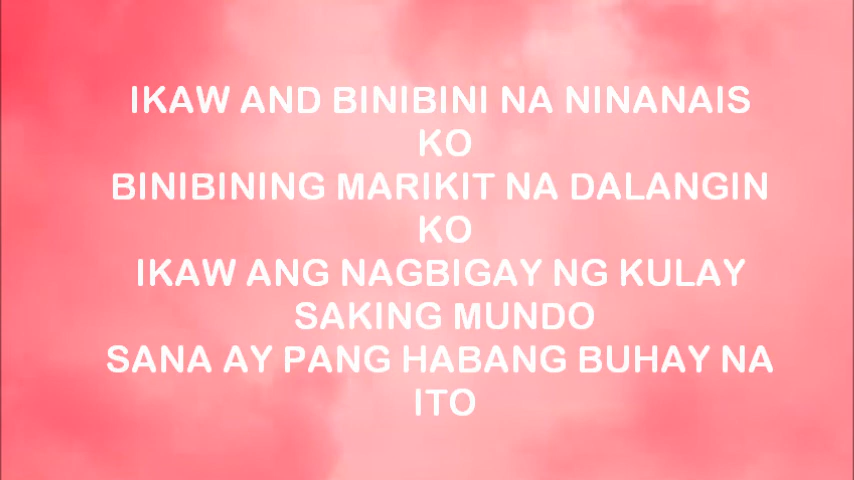 IKAW AND BINIBINI NA NINANAIS
KO
BINIBINING MARIKIT NA DALANGIN
KO
IKAW ANG NAGBIGAY NG KULAY
SAKING MUNDO
SANA AY PANG HABANG BUHAY NA
ITO